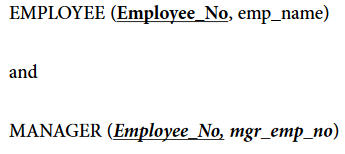 EMPLOYEE (Employee_No, emp_name)
and
MANAGER (Employee_No, mgr_emp_no)